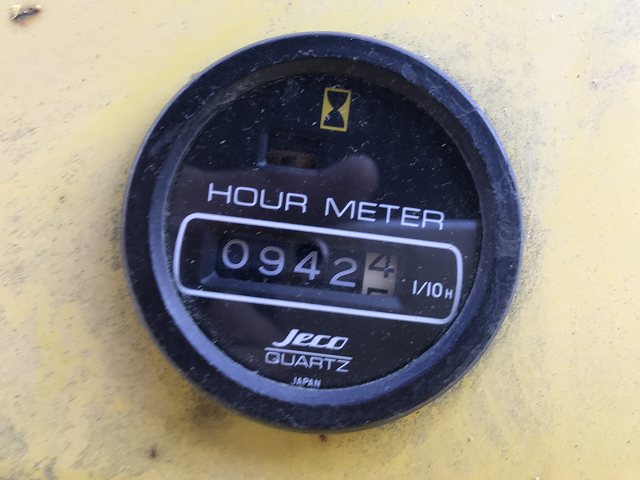 HOUR METER
09424 1/10H
Jeco
QUARTZ
JAPAN